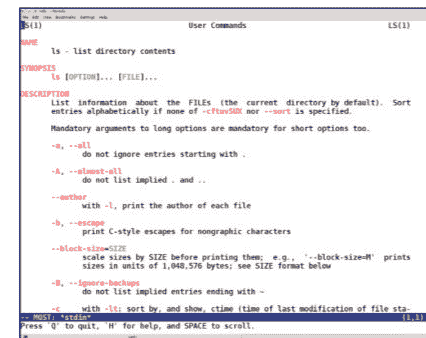 LS(1) User Commands LS(1)
NAME
ls - list directory contents
SYNOPSIS
ls [OPTION]... [FILE]...
DESCRIPTION
List information about the FILEs (the current directory by default). Sort
entries alphabetically if none of -cftuvSUX nor --sort is specified.
Mandatory arguments to long options are mandatory for short options too.
-a, --all
do not ignore entries starting with .
-A, --almost-all
do not list implied . and ..
--author
with -l, print the author of each file
-b, --escape
print C-style escapes for nongraphic characters
--block-size=SIZE
scale sizes by SIZE before printing them; e.g., '--block-size=M' prints
sizes in units of 1,048,576 bytes; see SIZE format below
-B, --ignore-backups
do not list implied entries ending with ~
-c with -lt: sort by, and show, ctime (time of last modification of file sta-
-- MOST: *stdin* (1,1)
Press `Q' to quit, `H' for help, and SPACE to scroll.